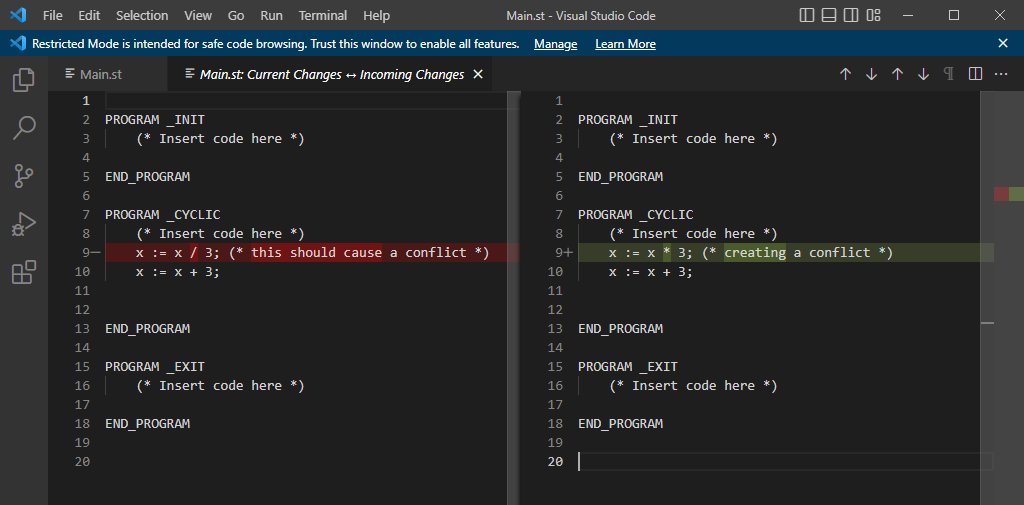 File Edit Selection View Go Run Terminal Help Main.st - Visual Studio Code
Restricted Mode is intended for safe code browsing. Trust this window to enable all features. Manage Learn More
Main.st Main.st: Current Changes ↔ Incoming Changes
1
2 PROGRAM _INIT
3 (* Insert code here *)
4
5 END_PROGRAM
6
7 PROGRAM _CYCLIC
8 (* Insert code here *)
9− x := x / 3; (* this should cause a conflict *)
10 x := x + 3;
11
12
13 END_PROGRAM
14
15 PROGRAM _EXIT
16 (* Insert code here *)
17
18 END_PROGRAM
19
20
1
2 PROGRAM _INIT
3 (* Insert code here *)
4
5 END_PROGRAM
6
7 PROGRAM _CYCLIC
8 (* Insert code here *)
9+ x := x * 3; (* creating a conflict *)
10 x := x + 3;
11
12
13 END_PROGRAM
14
15 PROGRAM _EXIT
16 (* Insert code here *)
17
18 END_PROGRAM
19
20